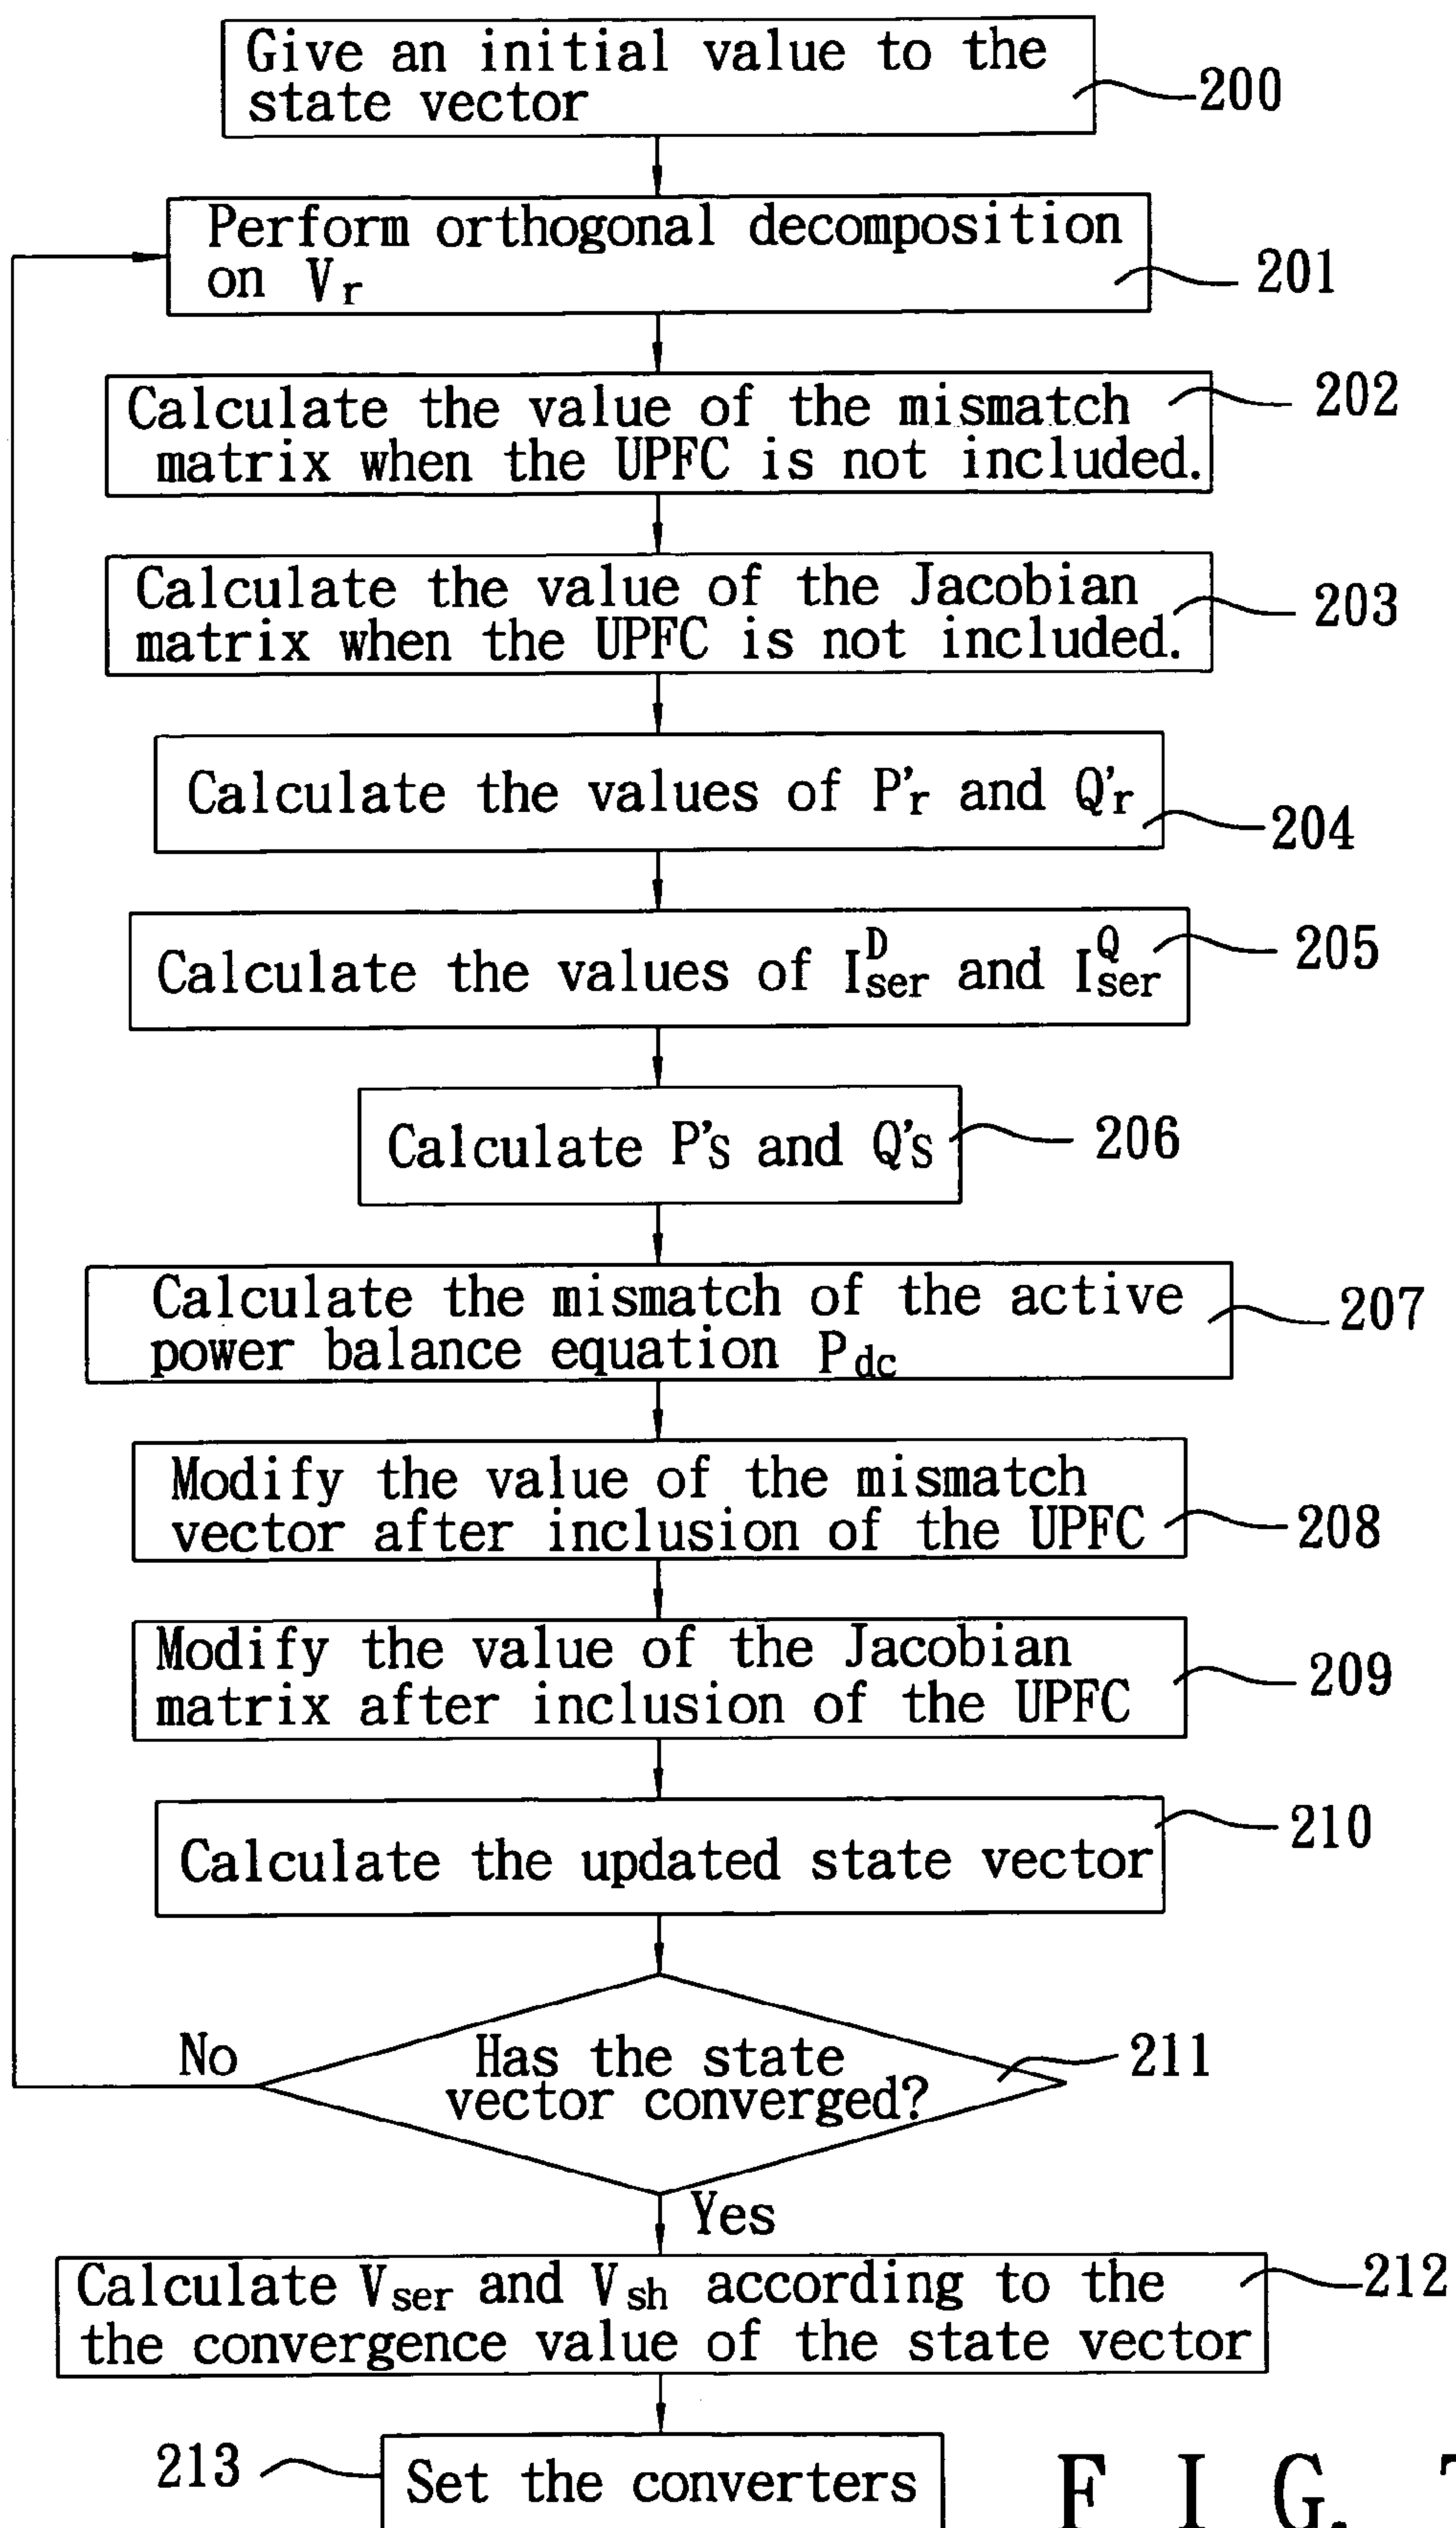 Give an initial value to the
state vector
200
Perform orthogonal decomposition
on Vr
201
Calculate the value of the mismatch
matrix when the UPFC is not included.
202
Calculate the value of the Jacobian
matrix when the UPFC is not included.
203
Calculate the values of P'r and Q'r
204
Calculate the values of I^D_ser and I^Q_ser
205
Calculate P's and Q's
206
Calculate the mismatch of the active
power balance equation Pdc
207
Modify the value of the mismatch
vector after inclusion of the UPFC
208
Modify the value of the Jacobian
matrix after inclusion of the UPFC
209
Calculate the updated state vector
210
Has the state
vector converged?
211
No
Yes
Calculate Vser and Vsh according to the
the convergence value of the state vector
212
Set the converters
213
FIG.